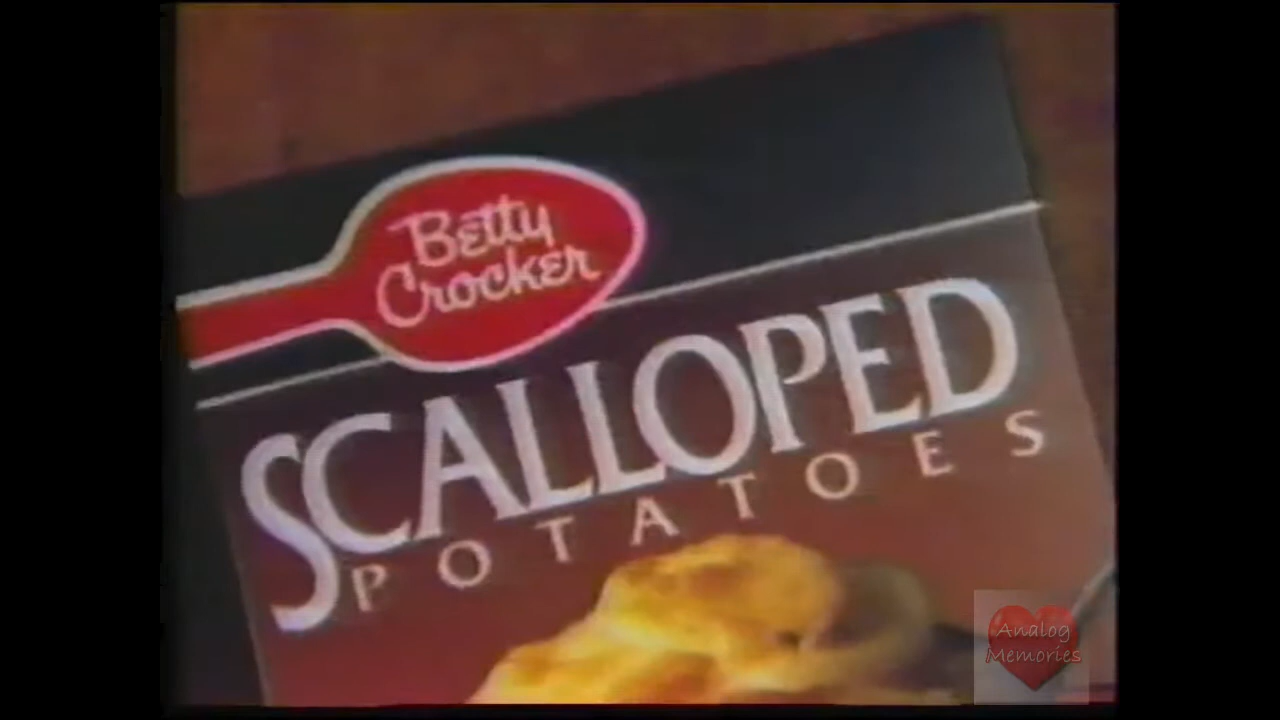 Betty
Crocker
SCALLOPED
POTATOES
Analog
Memories